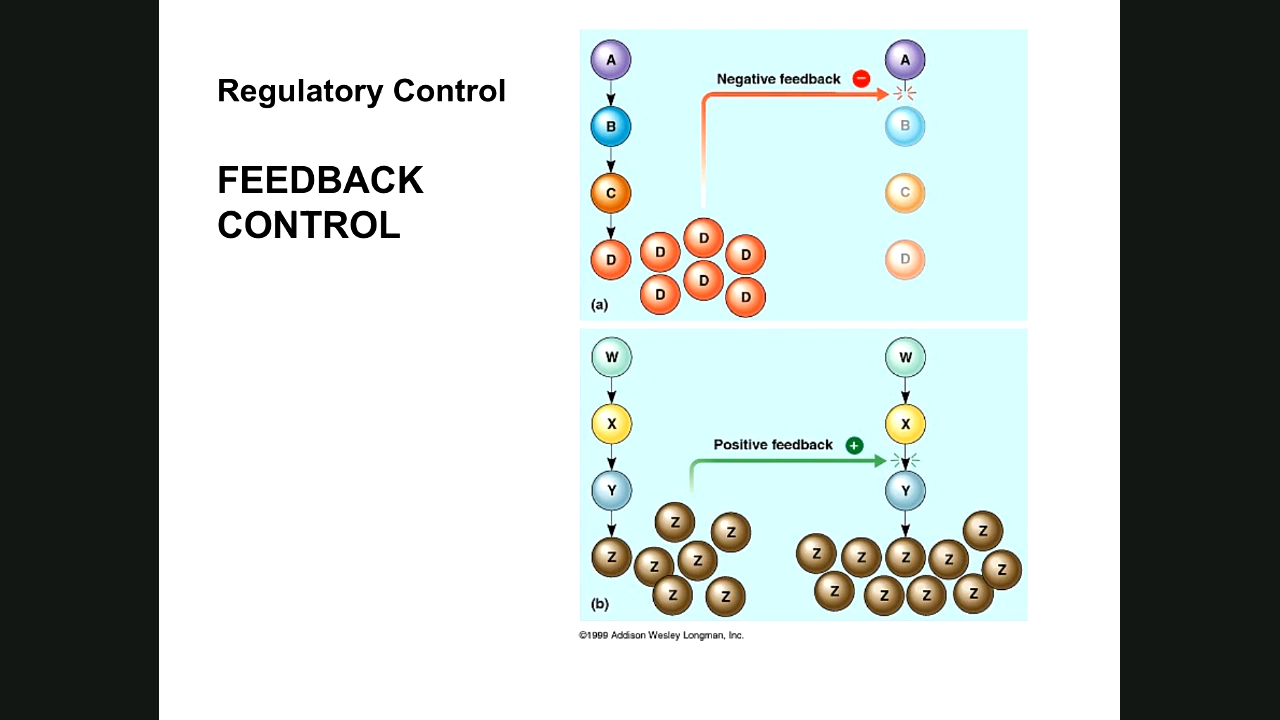 Regulatory Control
FEEDBACK
CONTROL
A
B
C
D
D
D
D
D
D
D
(a)
Negative feedback −
A
B
C
D
W
X
Y
Z
Z
Z
Z
Z
Z
Z
(b)
Positive feedback +
W
X
Y
Z
Z
Z
Z
Z
Z
Z
Z
Z
Z
©1999 Addison Wesley Longman, Inc.